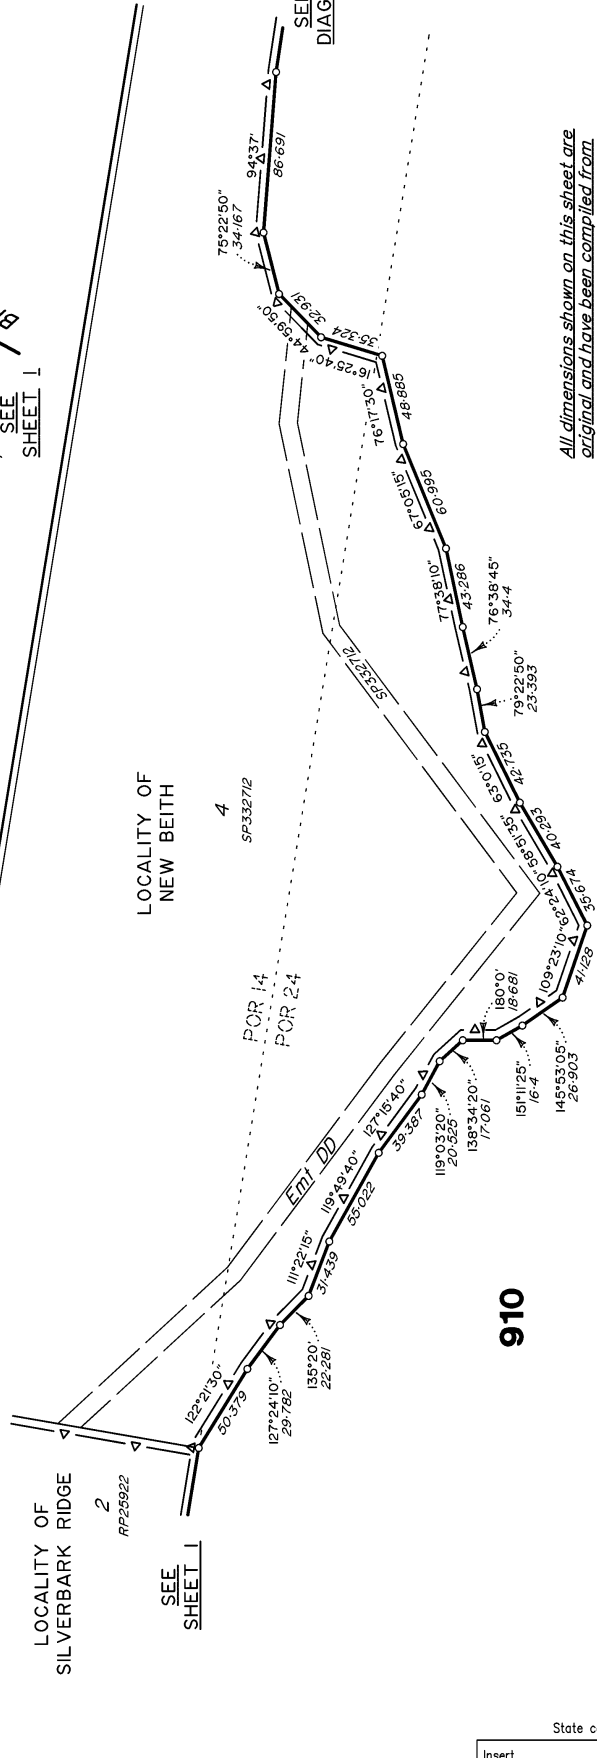 LOCALITY OF
SILVERBARK RIDGE
2
RP25922
SEE
SHEET 1
122°21'30"
50·379
127°24'10"
29·782
135°20'
22·281
111°22'15"
31·439
119°49'40"
55·022
127°15'40"
39·387
119°03'20"
20·525
138°34'20"
17·061
180°0'
18·681
151°11'25"
16·4
145°53'05"
26·903
109°23'10"
41·128
62°24'10"
35·674
58°51'35"
40·293
63°0'15"
42·735
79°22'50"
23·393
76°38'45"
34·4
77°38'10"
43·286
67°05'15"
60·995
76°17'30"
48·885
16°25'40"
35·324
44°59'50"
32·931
75°22'50"
34·167
94°37'
86·691
Emt DD
SP332712
POR 14
POR 24
LOCALITY OF
NEW BEITH
4
SP332712
SEE
SHEET 1
DIAG
910
All dimensions shown on this sheet are
original and have been compiled from
State c
Insert